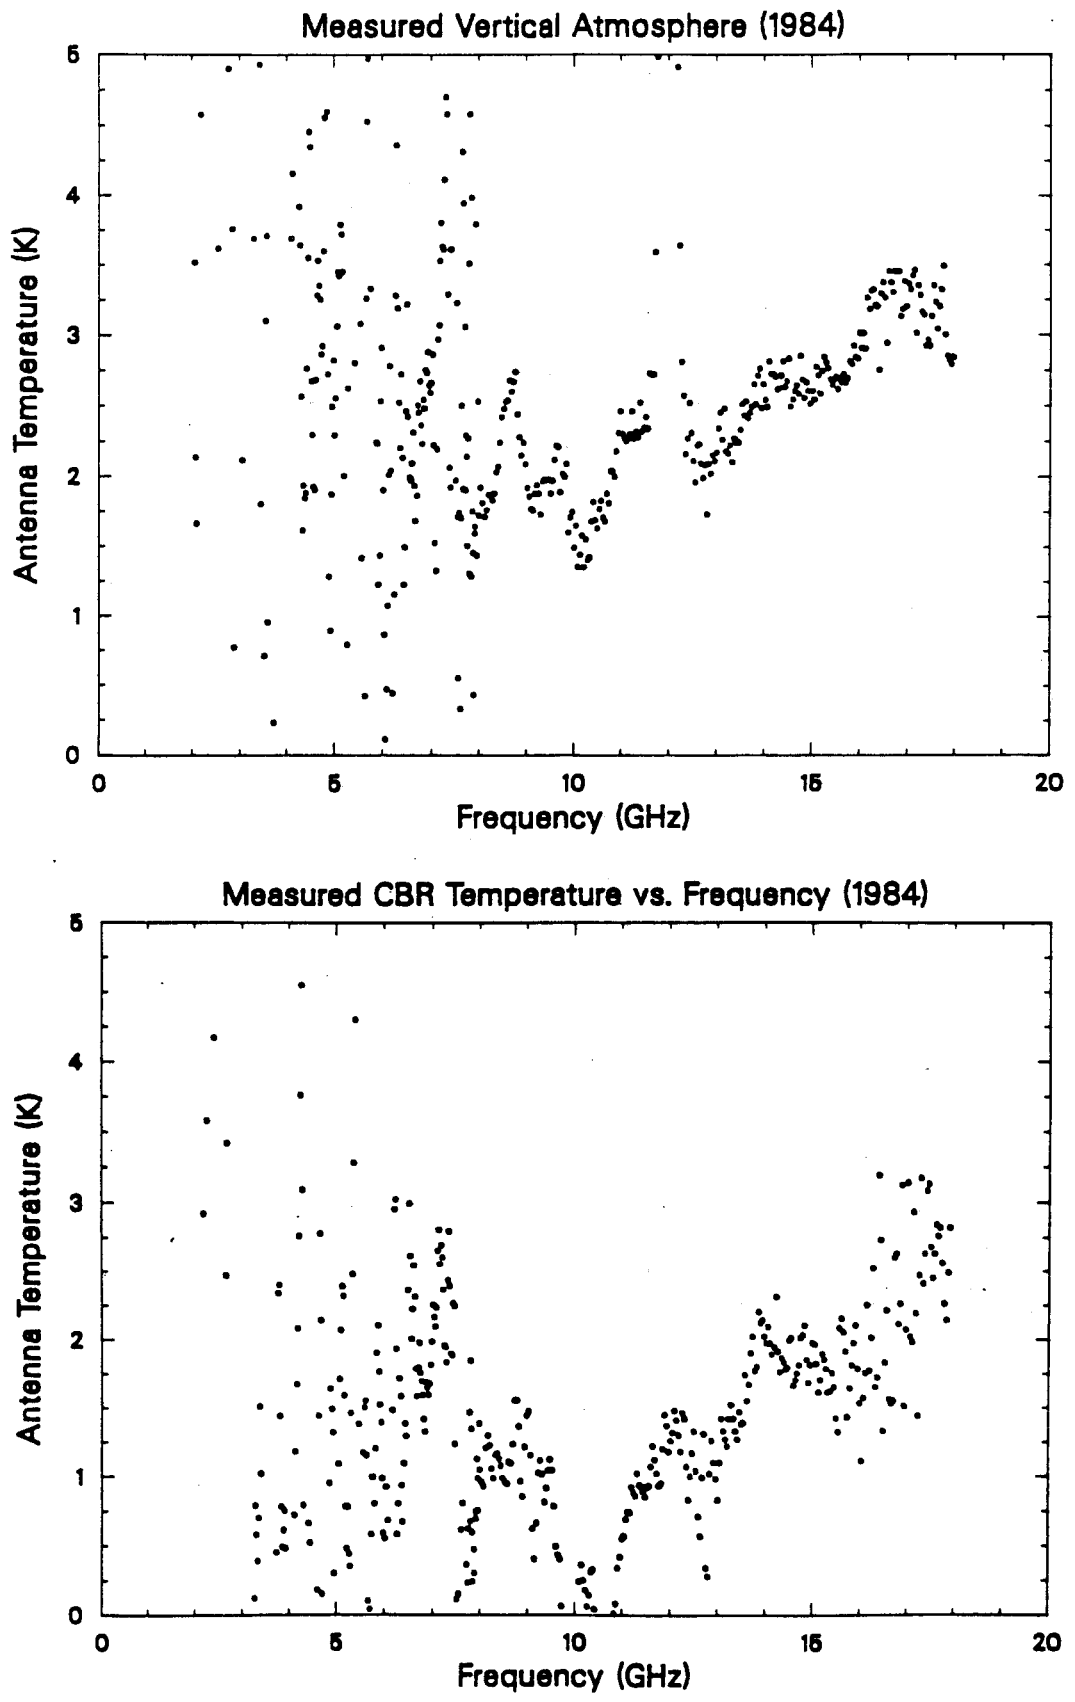 Measured Vertical Atmosphere (1984)
5
4
3
2
1
0
Antenna Temperature (K)
0 5 10 15 20
Frequency (GHz)
Measured CBR Temperature vs. Frequency (1984)
5
4
3
2
1
0
Antenna Temperature (K)
0 5 10 15 20
Frequency (GHz)